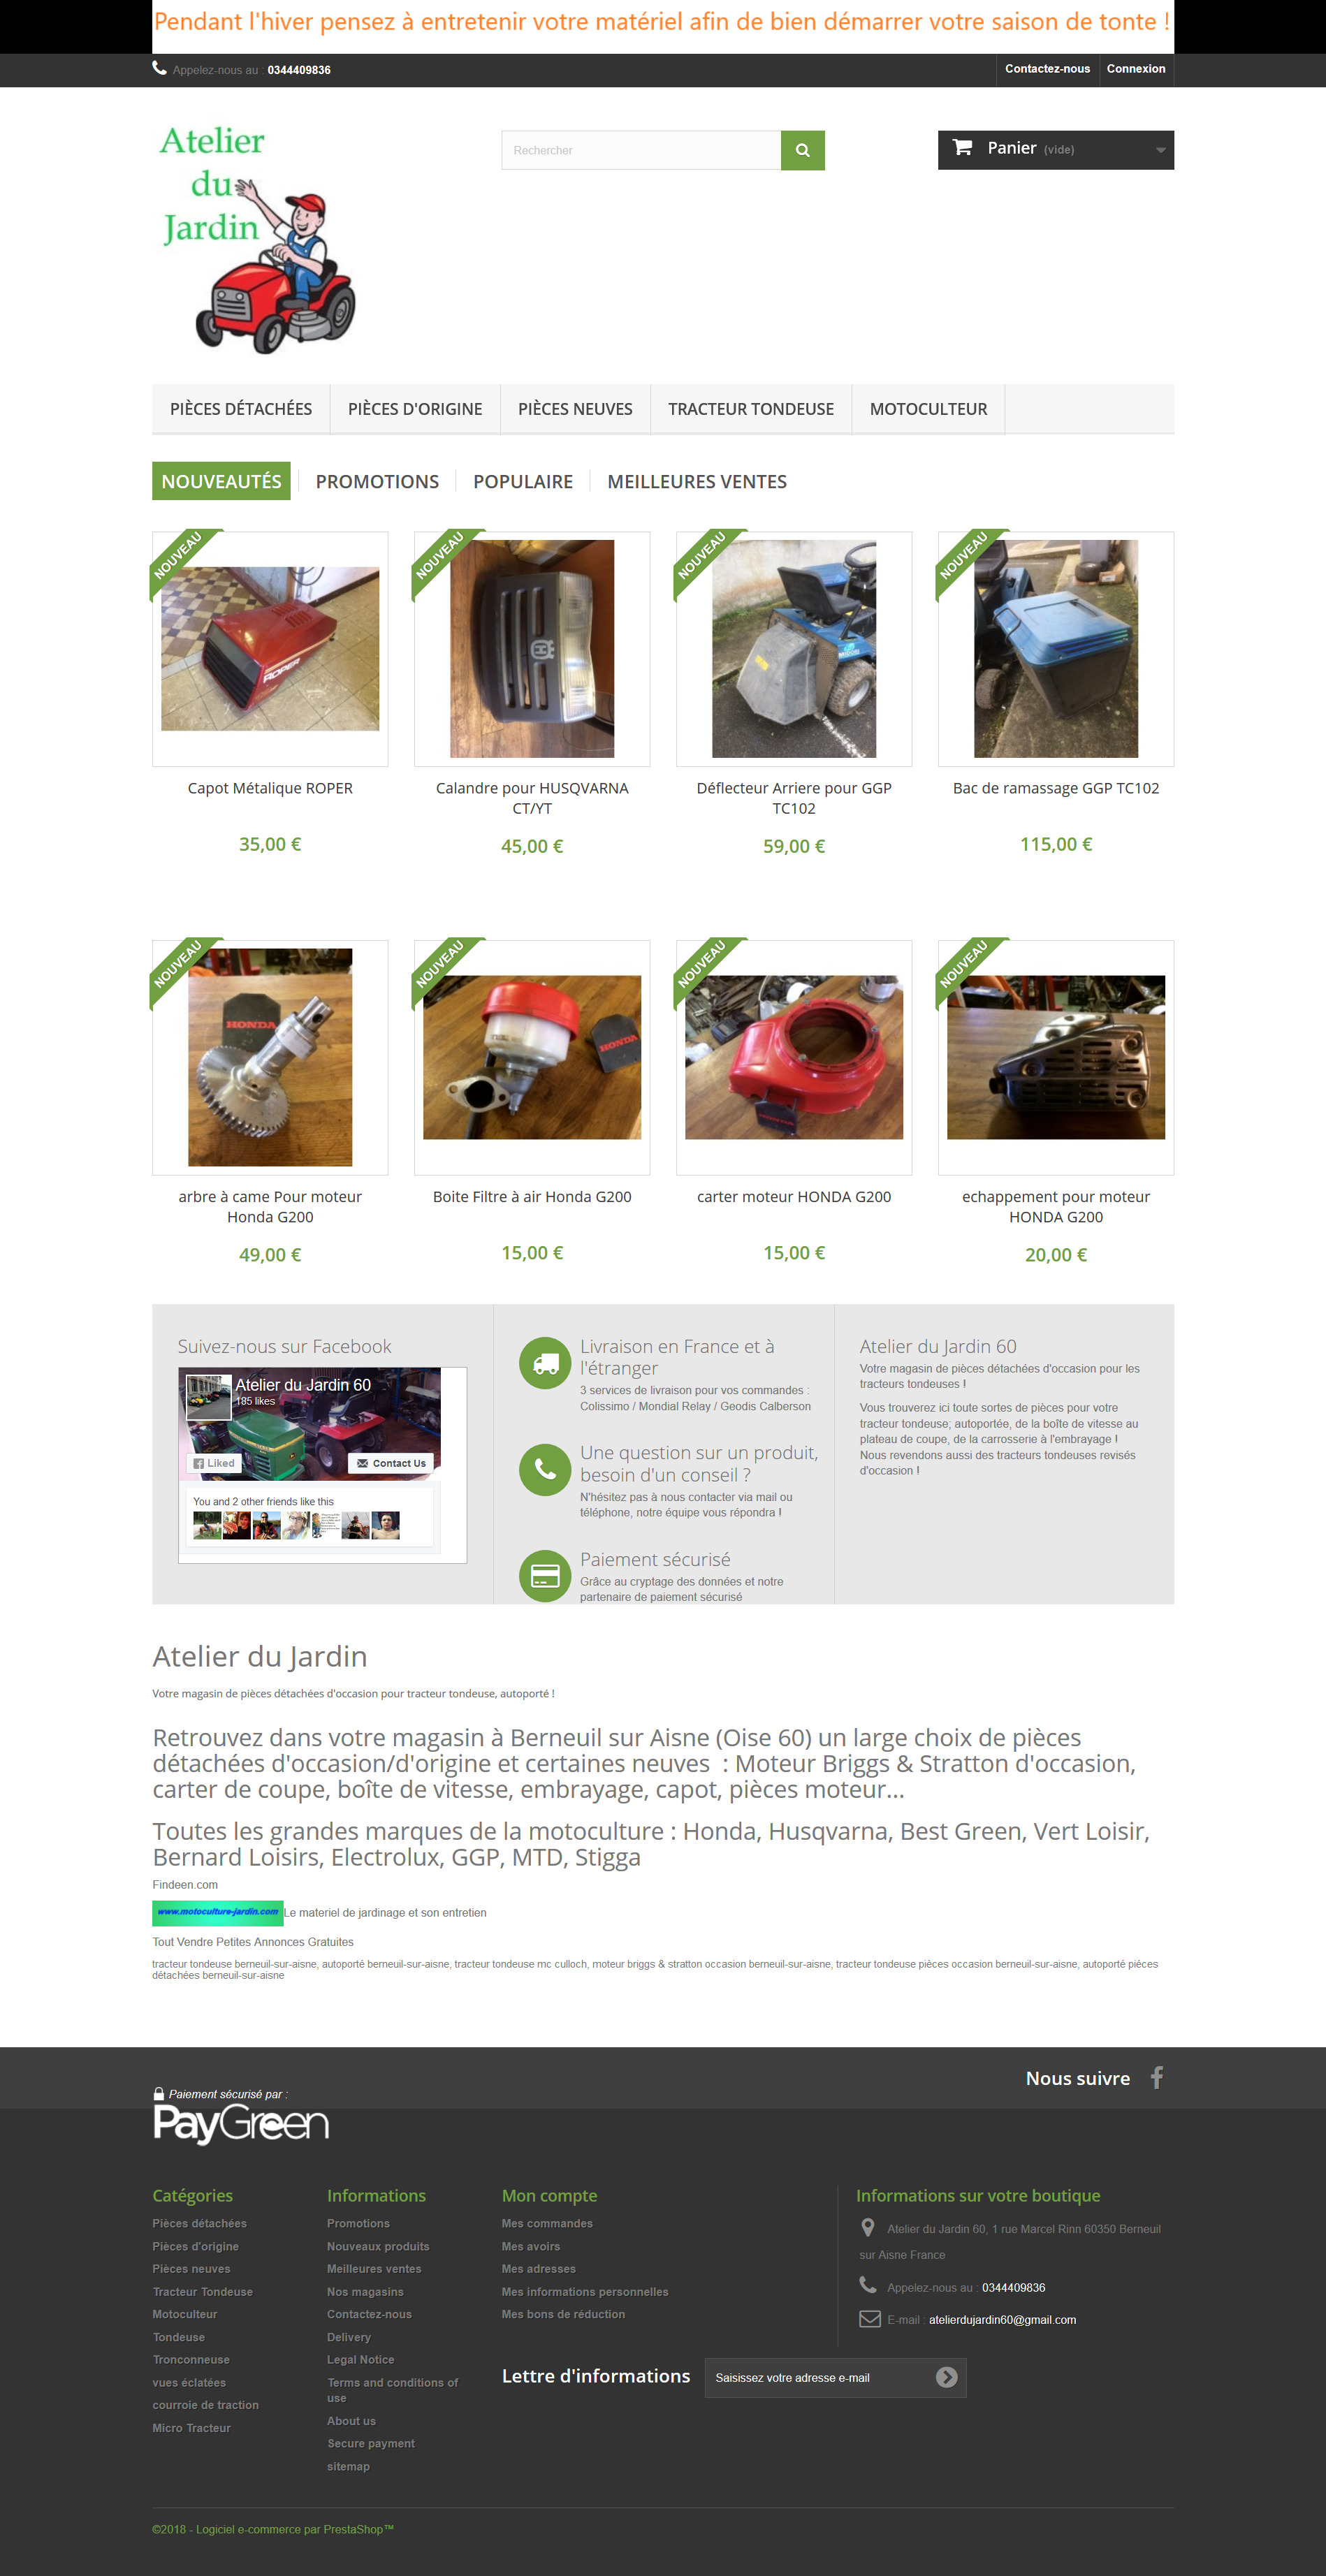 Pendant l'hiver pensez à entretenir votre matériel afin de bien démarrer votre saison de tonte !
Appelez-nous au : 0344409836
Contactez-nous
Connexion
Atelier
du
Jardin
Rechercher
Panier (vide)
PIÈCES DÉTACHÉES
PIÈCES D'ORIGINE
PIÈCES NEUVES
TRACTEUR TONDEUSE
MOTOCULTEUR
NOUVEAUTÉS
PROMOTIONS
POPULAIRE
MEILLEURES VENTES
NOUVEAU
NOUVEAU
NOUVEAU
NOUVEAU
ROPER
Capot Métalique ROPER
Calandre pour HUSQVARNA
CT/YT
Déflecteur Arriere pour GGP
TC102
Bac de ramassage GGP TC102
35,00 €
45,00 €
59,00 €
115,00 €
NOUVEAU
NOUVEAU
NOUVEAU
NOUVEAU
HONDA
HONDA
HONDA
arbre à came Pour moteur
Honda G200
Boite Filtre à air Honda G200
carter moteur HONDA G200
echappement pour moteur
HONDA G200
49,00 €
15,00 €
15,00 €
20,00 €
Suivez-nous sur Facebook
Atelier du Jardin 60
185 likes
Liked
Contact Us
You and 2 other friends like this
Livraison en France et à
l'étranger
3 services de livraison pour vos commandes :
Colissimo / Mondial Relay / Geodis Calberson
Une question sur un produit,
besoin d'un conseil ?
N'hésitez pas à nous contacter via mail ou
téléphone, notre équipe vous répondra !
Paiement sécurisé
Grâce au cryptage des données et notre
partenaire de paiement sécurisé
Atelier du Jardin 60
Votre magasin de pièces détachées d'occasion pour les
tracteurs tondeuses !
Vous trouverez ici toute sortes de pièces pour votre
tracteur tondeuse; autoportée, de la boîte de vitesse au
plateau de coupe, de la carrosserie à l'embrayage !
Nous revendons aussi des tracteurs tondeuses revisés
d'occasion !
Atelier du Jardin
Votre magasin de pièces détachées d'occasion pour tracteur tondeuse, autoporté !
Retrouvez dans votre magasin à Berneuil sur Aisne (Oise 60) un large choix de pièces
détachées d'occasion/d'origine et certaines neuves  : Moteur Briggs & Stratton d'occasion,
carter de coupe, boîte de vitesse, embrayage, capot, pièces moteur...
Toutes les grandes marques de la motoculture : Honda, Husqvarna, Best Green, Vert Loisir,
Bernard Loisirs, Electrolux, GGP, MTD, Stigga
Findeen.com
www.motoculture-jardin.com Le materiel de jardinage et son entretien
Tout Vendre Petites Annonces Gratuites
tracteur tondeuse berneuil-sur-aisne, autoporté berneuil-sur-aisne, tracteur tondeuse mc culloch, moteur briggs & stratton occasion berneuil-sur-aisne, tracteur tondeuse pièces occasion berneuil-sur-aisne, autoporté piéces
détachées berneuil-sur-aisne
Nous suivre
Paiement sécurisé par :
PayGreen
Catégories
Pièces détachées
Pièces d'origine
Pièces neuves
Tracteur Tondeuse
Motoculteur
Tondeuse
Tronconneuse
vues éclatées
courroie de traction
Micro Tracteur
Informations
Promotions
Nouveaux produits
Meilleures ventes
Nos magasins
Contactez-nous
Delivery
Legal Notice
Terms and conditions of
use
About us
Secure payment
sitemap
Mon compte
Mes commandes
Mes avoirs
Mes adresses
Mes informations personnelles
Mes bons de réduction
Informations sur votre boutique
Atelier du Jardin 60, 1 rue Marcel Rinn 60350 Berneuil
sur Aisne France
Appelez-nous au : 0344409836
E-mail : atelierdujardin60@gmail.com
Lettre d'informations
Saisissez votre adresse e-mail
©2018 - Logiciel e-commerce par PrestaShop™